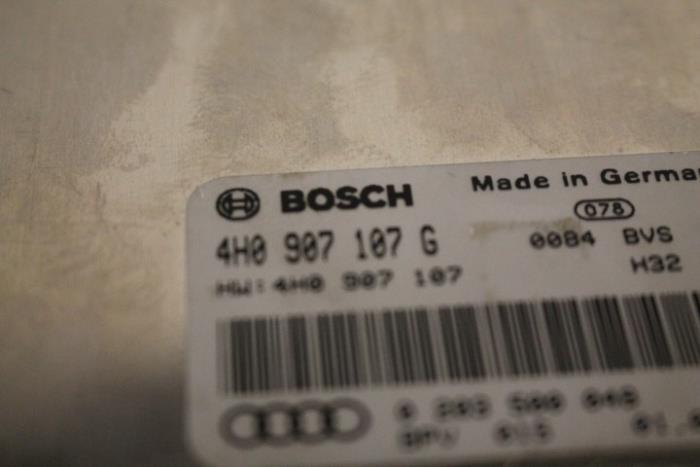 BOSCH Made in Germa
078
4H0 907 107 G 0084 BVS
HW:4H0 907 107 H32